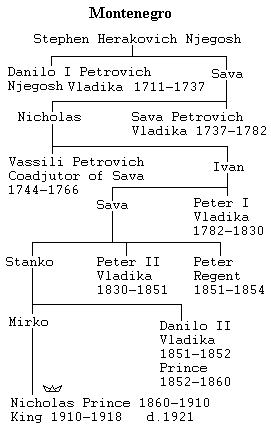 Montenegro
Stephen Herakovich Njegosh
Danilo I Petrovich
Njegosh Vladika 1711-1737
Sava
Nicholas
Sava Petrovich
Vladika 1737-1782
Vassili Petrovich
Coadjutor of Sava
1744-1766
Ivan
Sava
Peter I
Vladika
1782-1830
Stanko
Peter II
Vladika
1830-1851
Peter
Regent
1851-1854
Mirko
Danilo II
Vladika
1851-1852
Prince
1852-1860
Nicholas Prince 1860-1910
King 1910-1918 d.1921